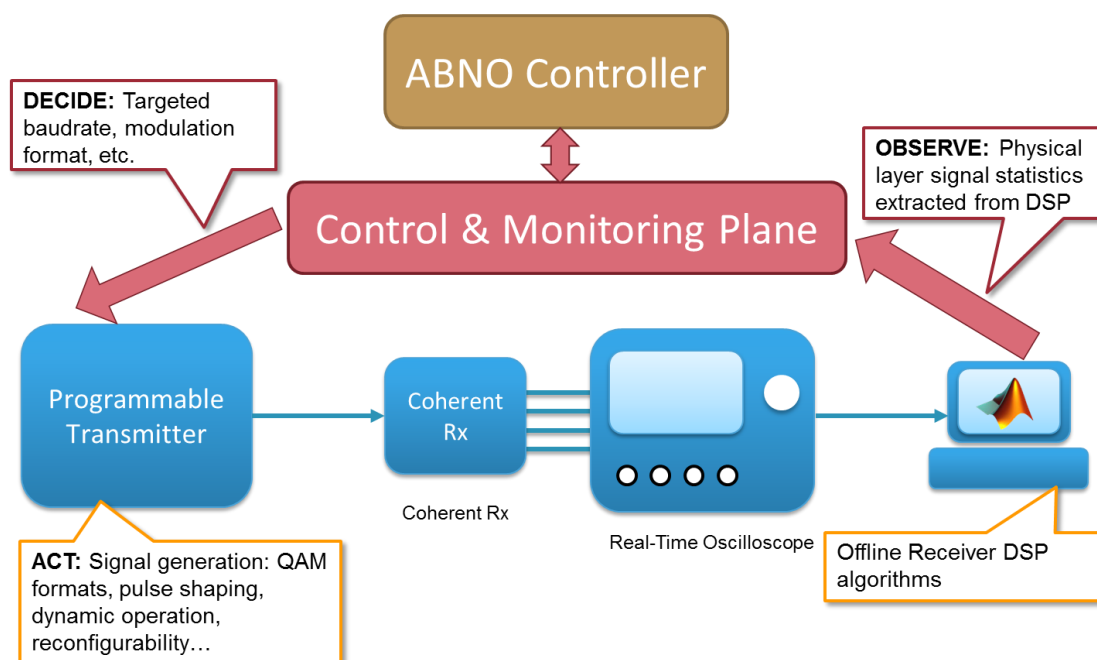 ABNO Controller
DECIDE: Targeted
baudrate, modulation
format, etc.
OBSERVE: Physical
layer signal statistics
extracted from DSP
Control & Monitoring Plane
Programmable
Transmitter
Coherent
Rx
Coherent Rx
Real-Time Oscilloscope
ACT: Signal generation: QAM
formats, pulse shaping,
dynamic operation,
reconfigurability…
Offline Receiver DSP
algorithms